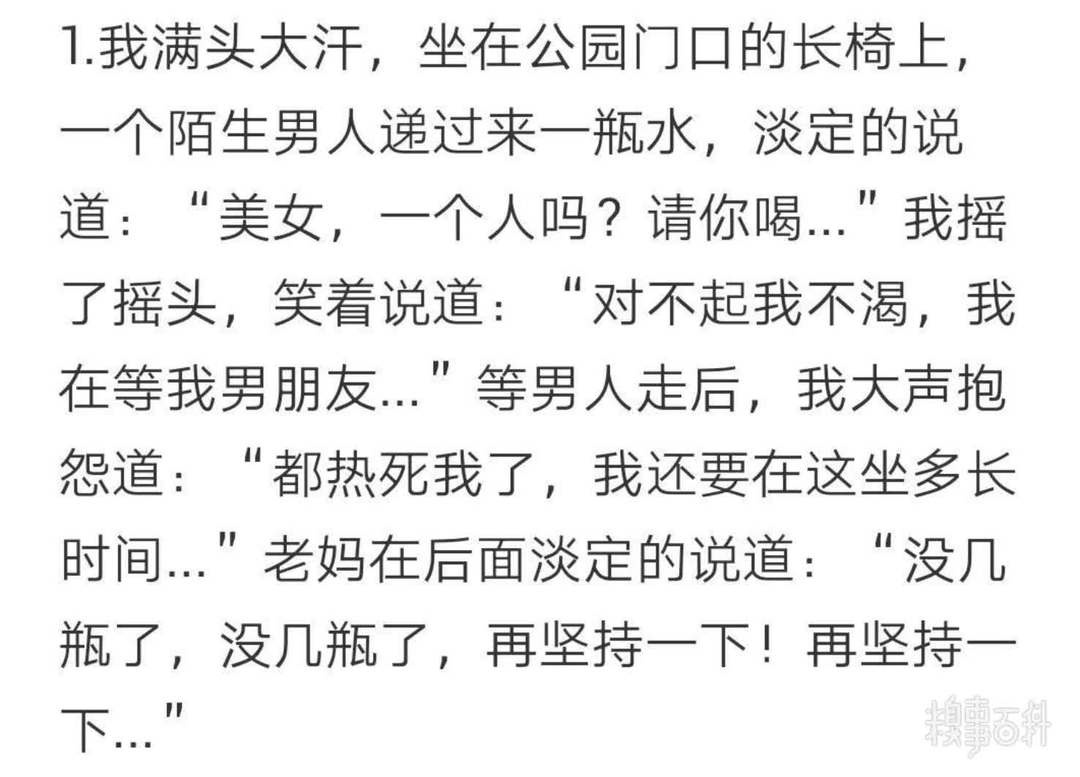 1.我满头大汗，坐在公园门口的长椅上，
一个陌生男人递过来一瓶水，淡定的说
道：“美女，一个人吗？请你喝...”我摇
了摇头，笑着说道：“对不起我不渴，我
在等我男朋友...”等男人走后，我大声抱
怨道：“都热死我了，我还要在这坐多长
时间...”老妈在后面淡定的说道：“没几
瓶了，没几瓶了，再坚持一下！再坚持一
下...”
糗事百科